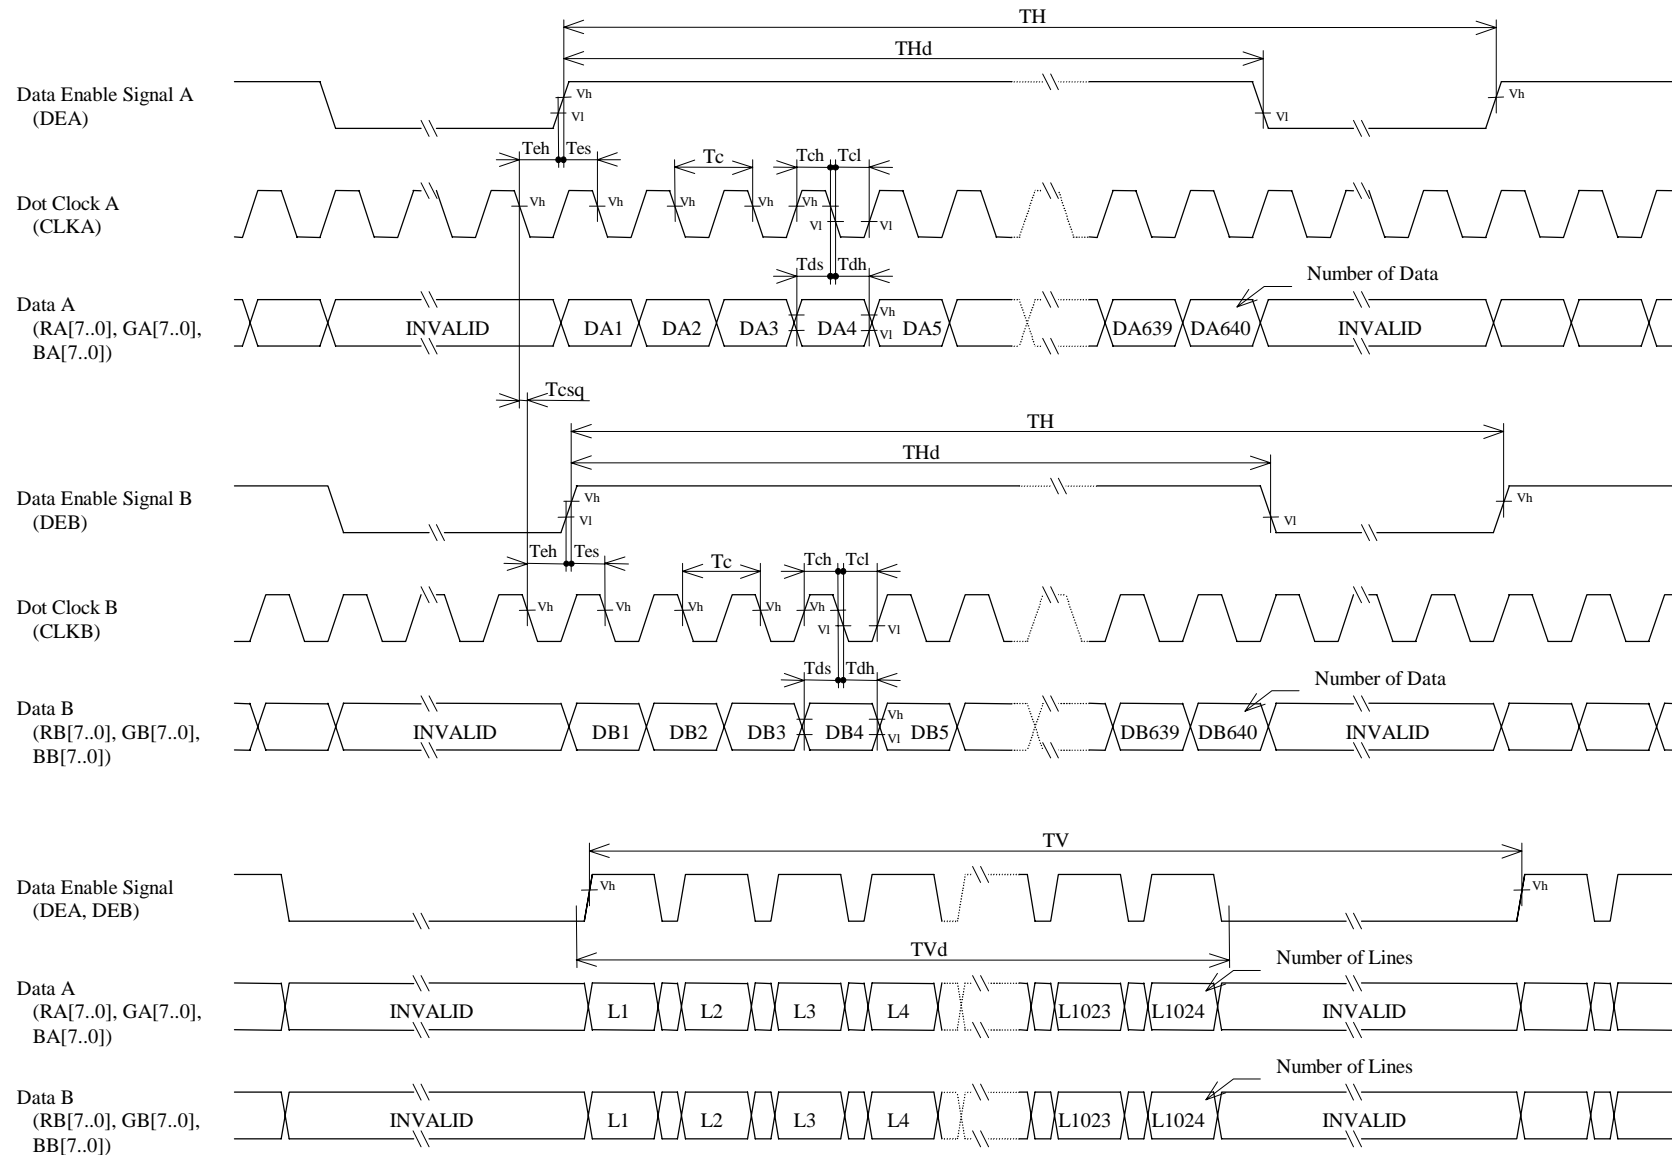 TH
THd
Data Enable Signal A
(DEA)
Vh
Vl
Vl
Vh
Teh Tes Tc Tch Tcl
Dot Clock A
(CLKA)
Vh Vh Vh Vh Vh
Vl Vl
Tds Tdh
Number of Data
Data A
(RA[7..0], GA[7..0],
BA[7..0])
INVALID DA1 DA2 DA3 DA4 Vh Vl DA5 DA639 DA640 INVALID
Tcsq
TH
THd
Data Enable Signal B
(DEB)
Vh
Vl
Vl
Vh
Teh Tes Tc Tch Tcl
Dot Clock B
(CLKB)
Vh Vh Vh Vh Vh
Vl Vl
Tds Tdh
Number of Data
Data B
(RB[7..0], GB[7..0],
BB[7..0])
INVALID DB1 DB2 DB3 DB4 Vh Vl DB5 DB639 DB640 INVALID
TV
Data Enable Signal
(DEA, DEB)
Vh Vh
TVd
Number of Lines
Data A
(RA[7..0], GA[7..0],
BA[7..0])
INVALID L1 L2 L3 L4 L1023 L1024 INVALID
Number of Lines
Data B
(RB[7..0], GB[7..0],
BB[7..0])
INVALID L1 L2 L3 L4 L1023 L1024 INVALID